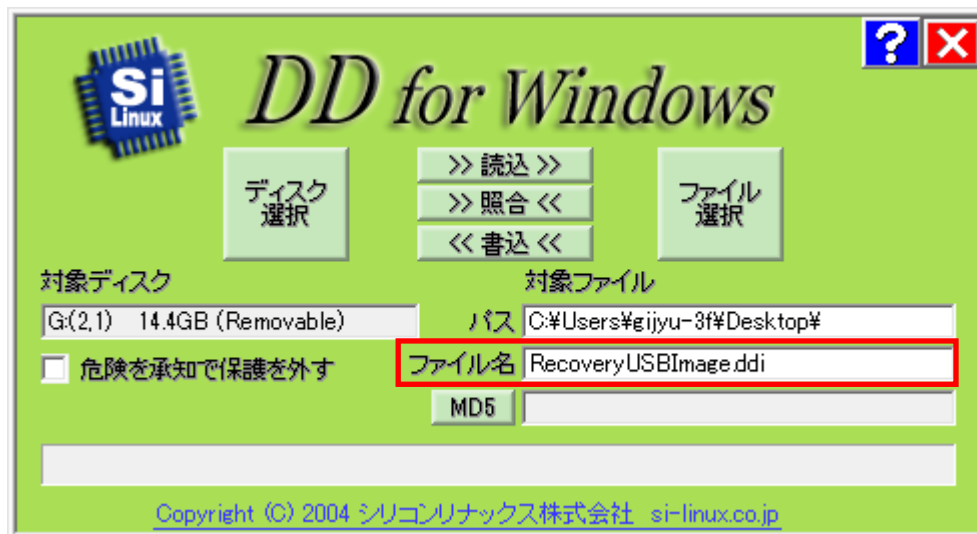 Si
Linux
DD for Windows
?
ディスク
選択
>> 読込 >>
>> 照合 <<
<< 書込 <<
ファイル
選択
対象ディスク
対象ファイル
G:(2,1) 14.4GB (Removable)
パス C:¥Users¥gijyu-3f¥Desktop¥
危険を承知で保護を外す
ファイル名 RecoveryUSBImage.ddi
MD5
Copyright (C) 2004 シリコンリナックス株式会社 si-linux.co.jp